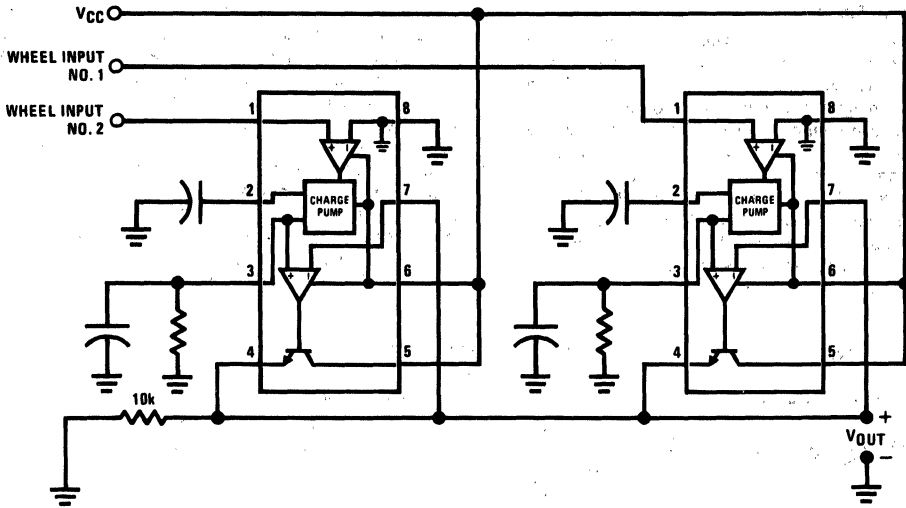 VCC
WHEEL INPUT
NO. 1
WHEEL INPUT
NO. 2
1
8
2
CHARGE
PUMP
7
3
6
4
5
1
8
2
CHARGE
PUMP
7
3
6
4
5
10k
+
VOUT
−